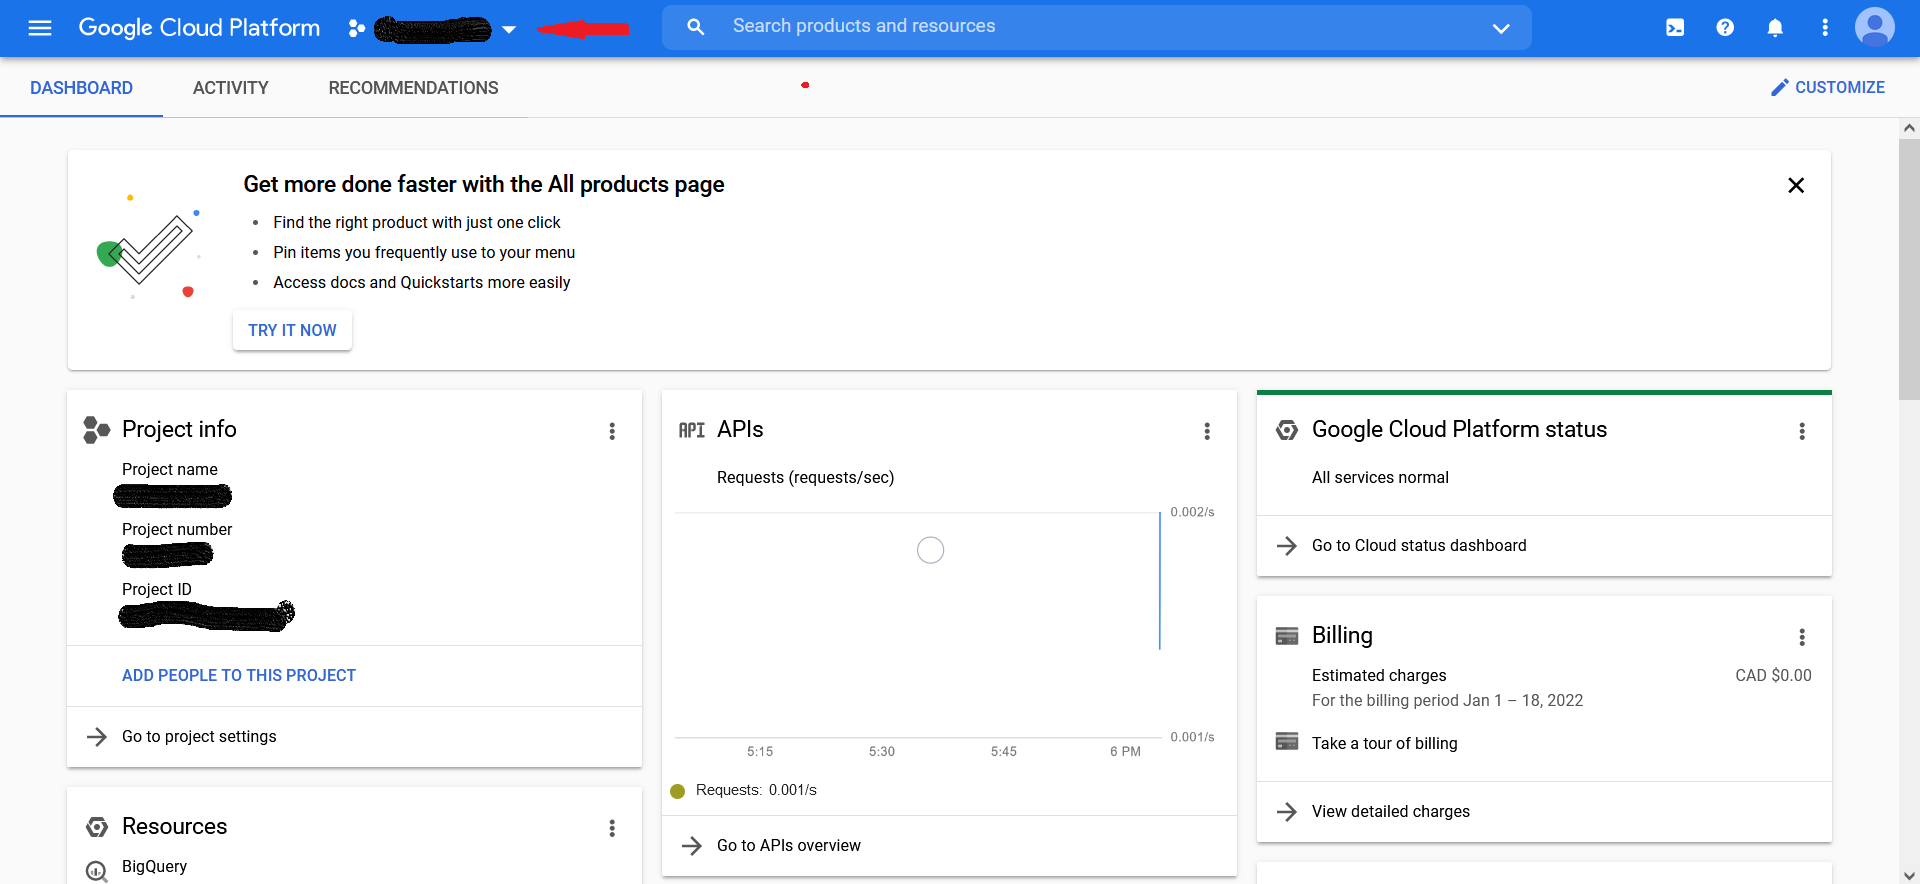 Google Cloud Platform
Search products and resources
DASHBOARD
ACTIVITY
RECOMMENDATIONS
CUSTOMIZE
Get more done faster with the All products page
Find the right product with just one click
Pin items you frequently use to your menu
Access docs and Quickstarts more easily
TRY IT NOW
Project info
Project name
Project number
Project ID
ADD PEOPLE TO THIS PROJECT
Go to project settings
Resources
BigQuery
API APIs
Requests (requests/sec)
0.002/s
0.001/s
5:15 5:30 5:45 6 PM
Requests: 0.001/s
Go to APIs overview
Google Cloud Platform status
All services normal
Go to Cloud status dashboard
Billing
Estimated charges CAD $0.00
For the billing period Jan 1 – 18, 2022
Take a tour of billing
View detailed charges